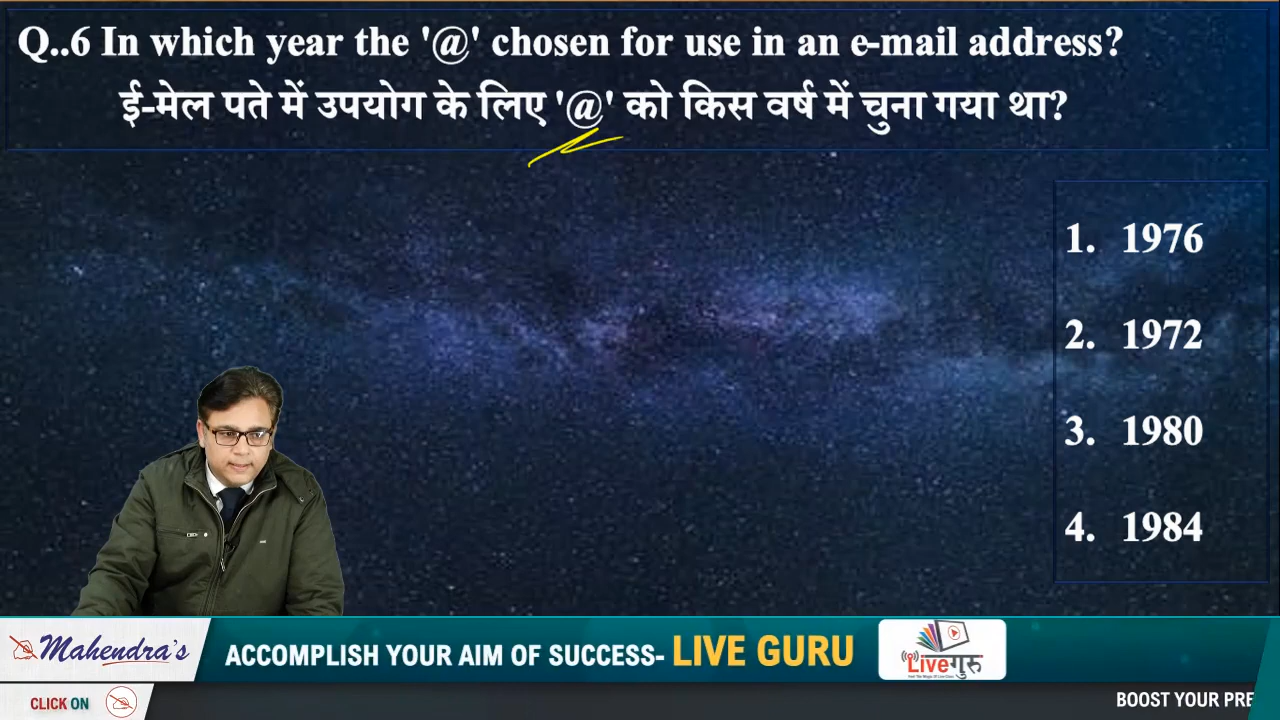 Q..6 In which year the '@' chosen for use in an e-mail address?
ई-मेल पते में उपयोग के लिए '@' को किस वर्ष में चुना गया था?
1. 1976
2. 1972
3. 1980
4. 1984
Mahendra's
ACCOMPLISH YOUR AIM OF SUCCESS- LIVE GURU
Liveगुरु
CLICK ON
BOOST YOUR PRE